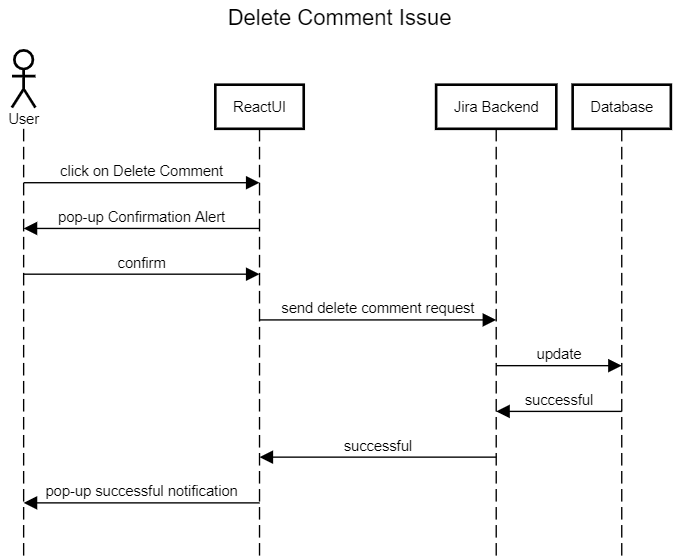 Delete Comment Issue
User
ReactUI
Jira Backend
Database
click on Delete Comment
pop-up Confirmation Alert
confirm
send delete comment request
update
successful
successful
pop-up successful notification